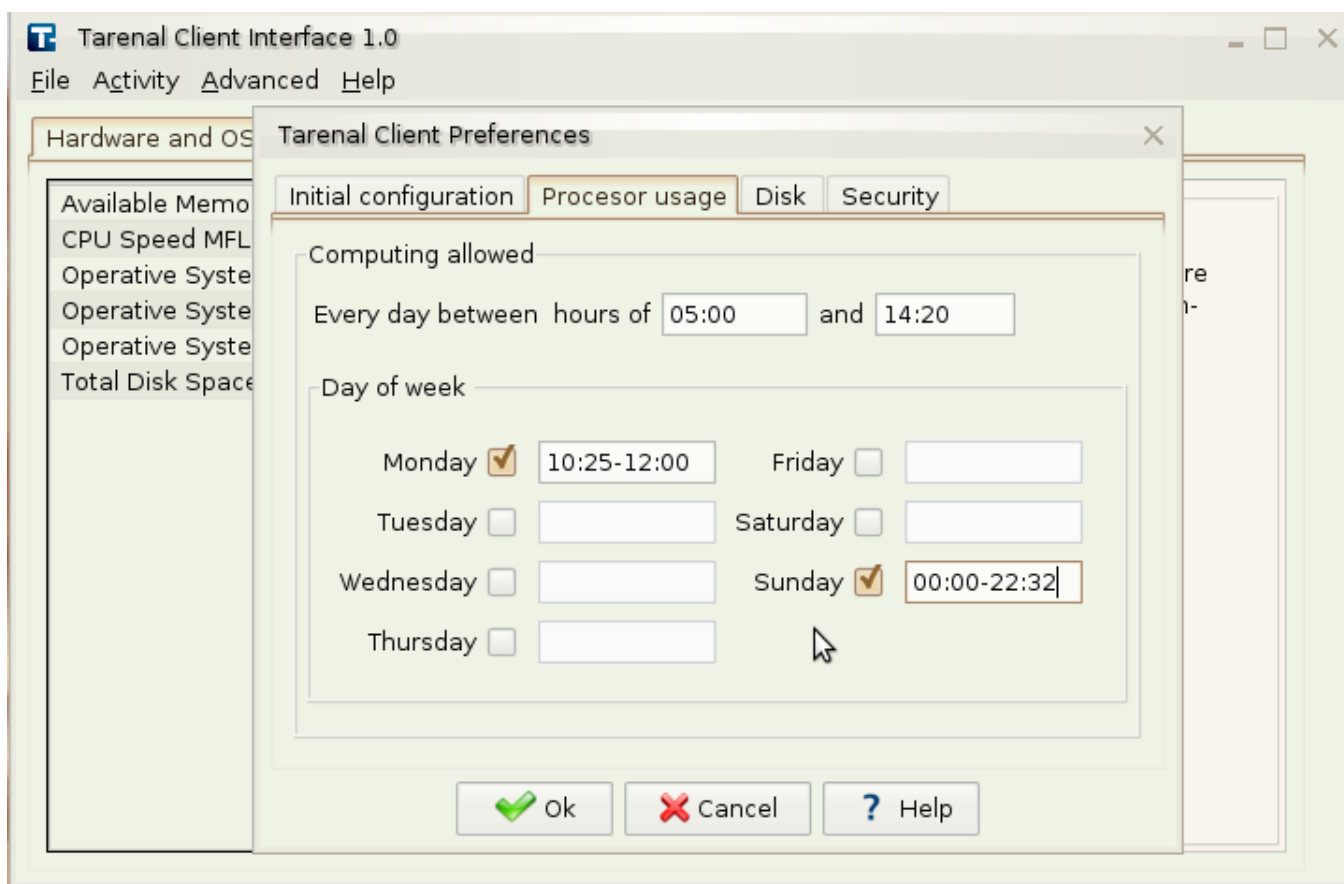 Tarenal Client Interface 1.0
File Activity Advanced Help
Hardware and OS
Tarenal Client Preferences
Initial configuration Procesor usage Disk Security
Available Memo
CPU Speed MFL
Operative Syste
Operative Syste
Operative Syste
Total Disk Space
re
n-
Computing allowed
Every day between hours of 05:00 and 14:20
Day of week
Monday 10:25-12:00 Friday
Tuesday Saturday
Wednesday Sunday 00:00-22:32
Thursday
Ok Cancel ? Help